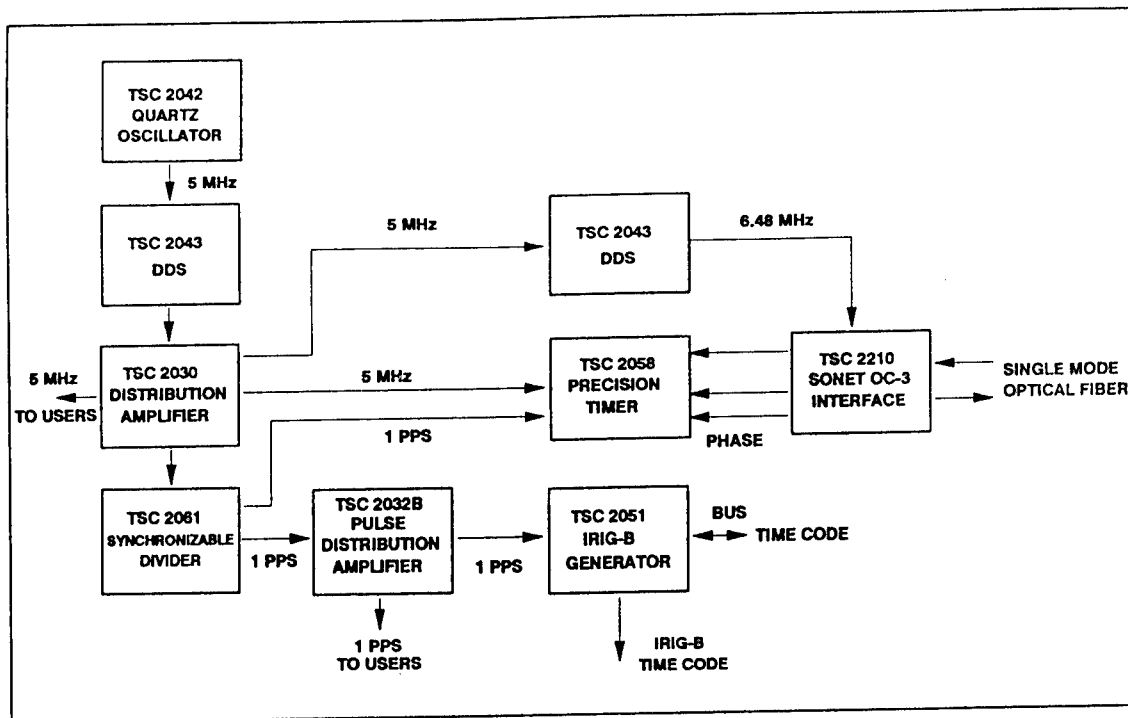 TSC 2042
QUARTZ
OSCILLATOR
5 MHz
TSC 2043
DDS
5 MHz
TSC 2043
DDS
6.48 MHz
5 MHz
TO USERS
TSC 2030
DISTRIBUTION
AMPLIFIER
5 MHz
1 PPS
TSC 2058
PRECISION
TIMER
PHASE
TSC 2210
SONET OC-3
INTERFACE
SINGLE MODE
OPTICAL FIBER
TSC 2061
SYNCHRONIZABLE
DIVIDER
1 PPS
TSC 2032B
PULSE
DISTRIBUTION
AMPLIFIER
1 PPS
TSC 2051
IRIG-B
GENERATOR
BUS
TIME CODE
1 PPS
TO USERS
IRIG-B
TIME CODE